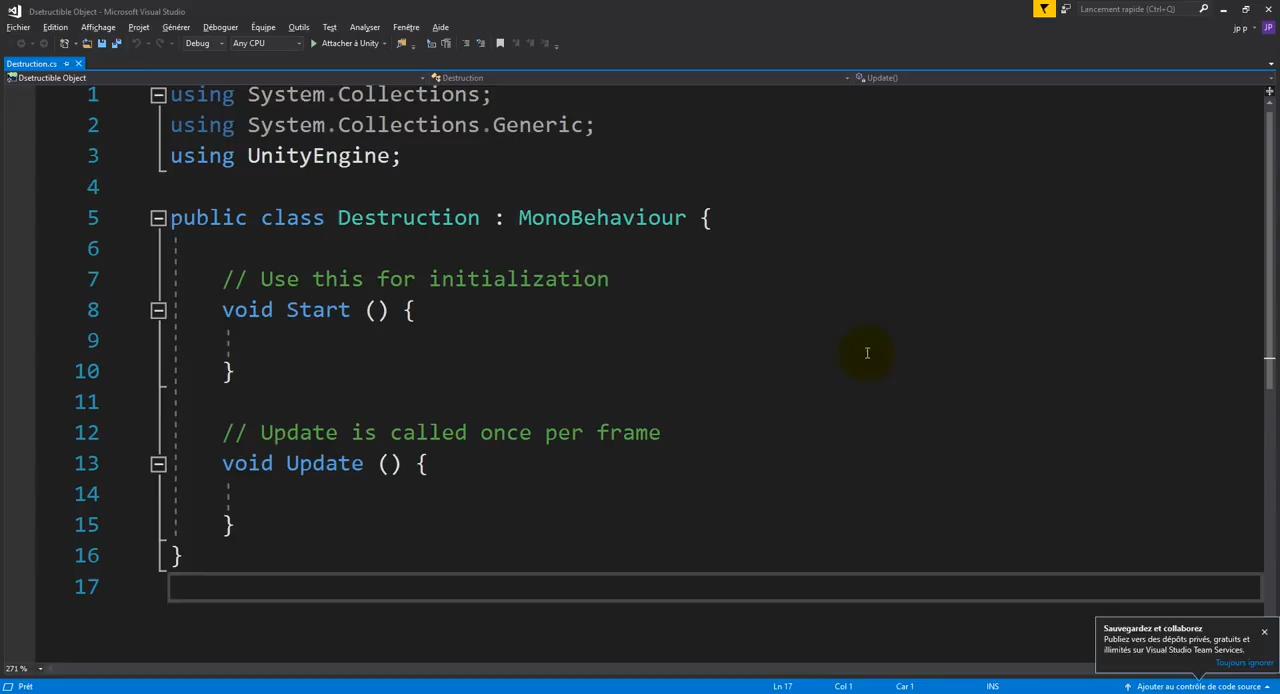 Dsetructible Object - Microsoft Visual Studio
Lancement rapide (Ctrl+Q)
Fichier Edition Affichage Projet Générer Déboguer Équipe Outils Test Analyser Fenêtre Aide
jp p JP
Debug Any CPU Attacher à Unity
Destruction.cs
Dsetructible Object Destruction Update()
1 using System.Collections;
2 using System.Collections.Generic;
3 using UnityEngine;
4
5 public class Destruction : MonoBehaviour {
6
7 // Use this for initialization
8 void Start () {
9
10 }
11
12 // Update is called once per frame
13 void Update () {
14
15 }
16 }
17
Sauvegardez et collaborez
Publiez vers des dépôts privés, gratuits et
illimités sur Visual Studio Team Services.
Toujours ignorer
271 %
Prêt Ln 17 Col 1 Car 1 INS Ajouter au contrôle de code source